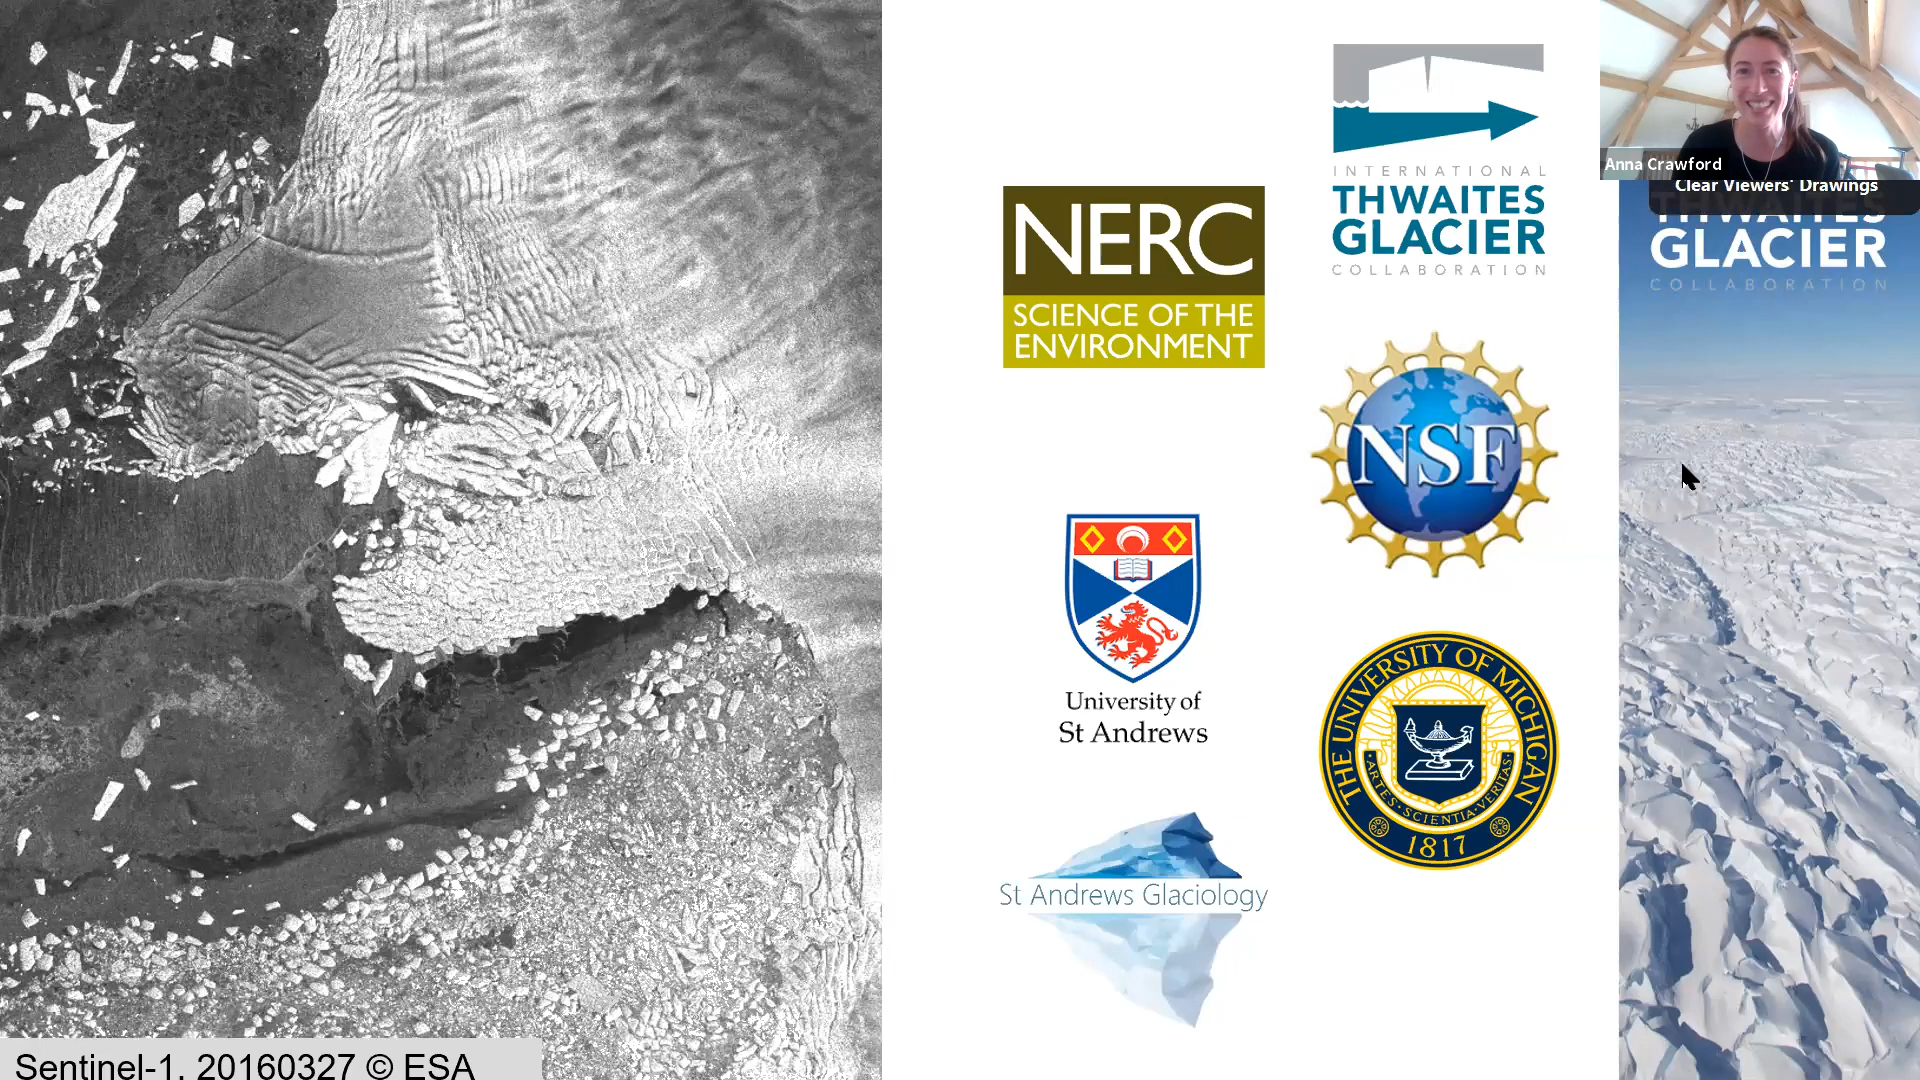 Sentinel-1, 20160327 © ESA
NERC
SCIENCE OF THE
ENVIRONMENT
University of
St Andrews
St Andrews Glaciology
INTERNATIONAL
THWAITES
GLACIER
COLLABORATION
NSF
THE UNIVERSITY OF MICHIGAN
ARTES · SCIENTIA · VERITAS
1817
Anna Crawford
Clear Viewers' Drawings
THWAITES
GLACIER
COLLABORATION